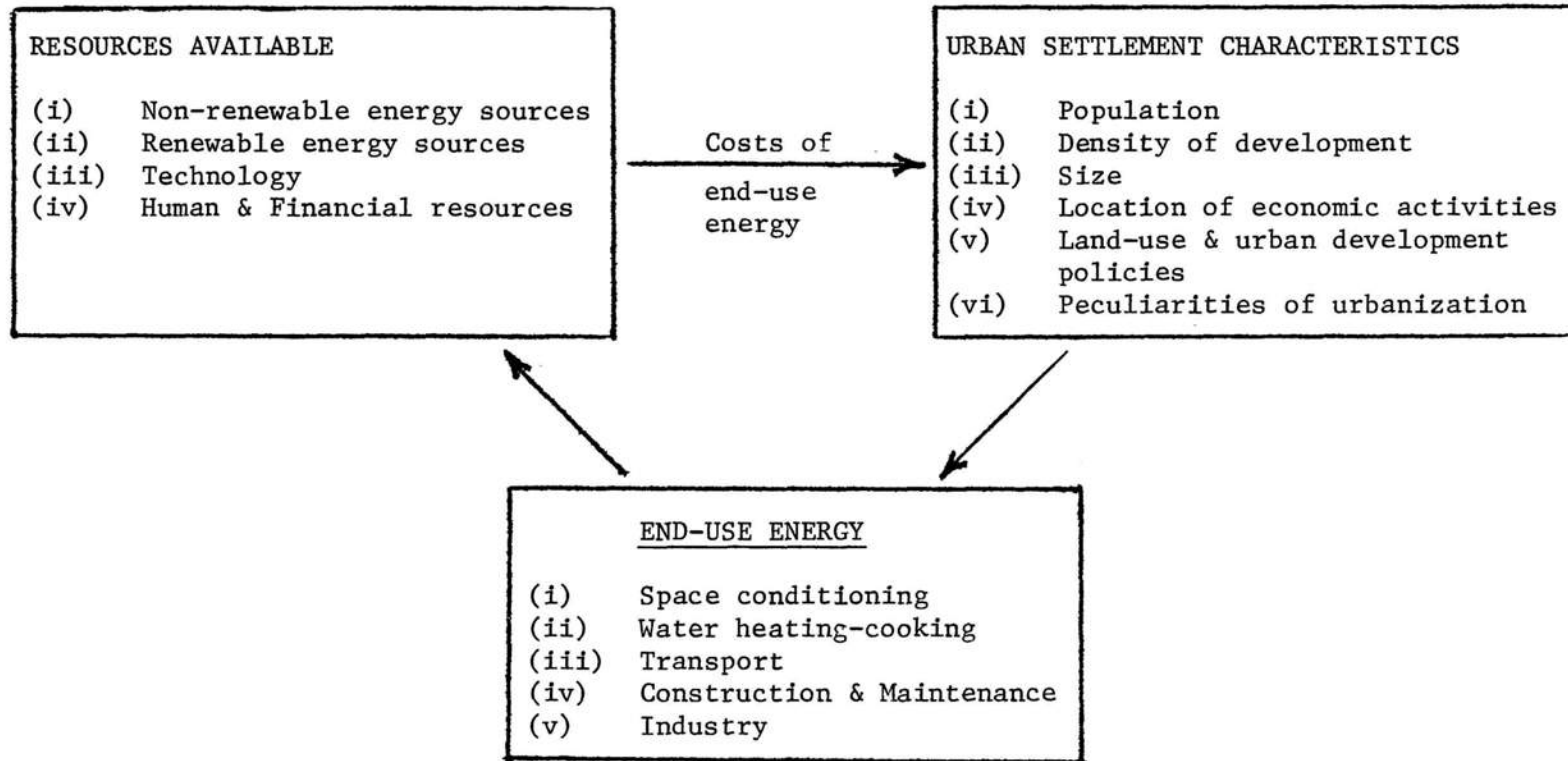 RESOURCES AVAILABLE
(i) Non-renewable energy sources
(ii) Renewable energy sources
(iii) Technology
(iv) Human & Financial resources
Costs of
end-use
energy
URBAN SETTLEMENT CHARACTERISTICS
(i) Population
(ii) Density of development
(iii) Size
(iv) Location of economic activities
(v) Land-use & urban development
policies
(vi) Peculiarities of urbanization
END-USE ENERGY
(i) Space conditioning
(ii) Water heating-cooking
(iii) Transport
(iv) Construction & Maintenance
(v) Industry